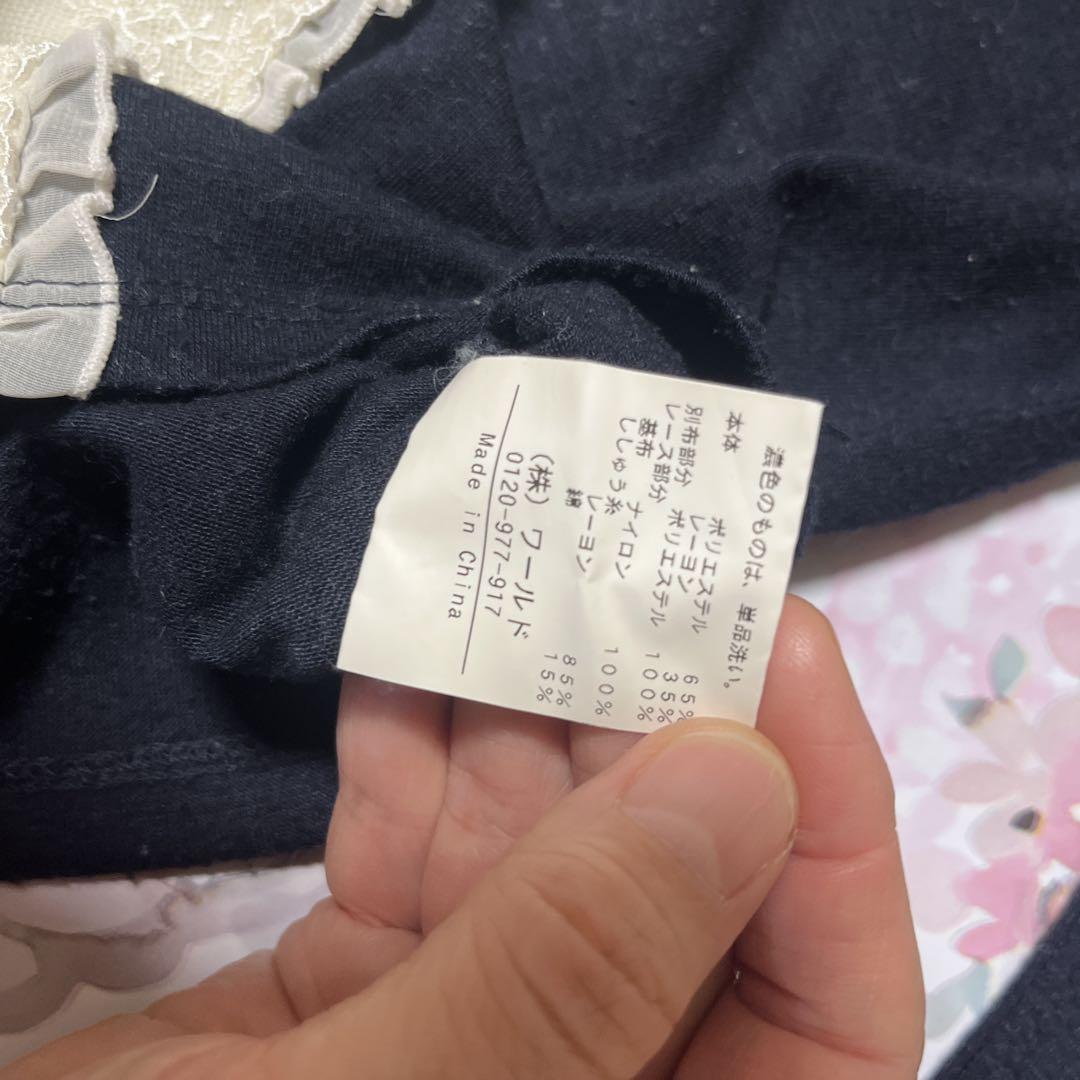 濃色のものは、単品洗い。
本体 ポリエステル 65%
レーヨン 35%
別布部分 ポリエステル 100%
レース部分
基布 ナイロン 100%
ししゅう糸 レーヨン 85%
綿 15%
(株) ワールド
0120-977-917
Made in China